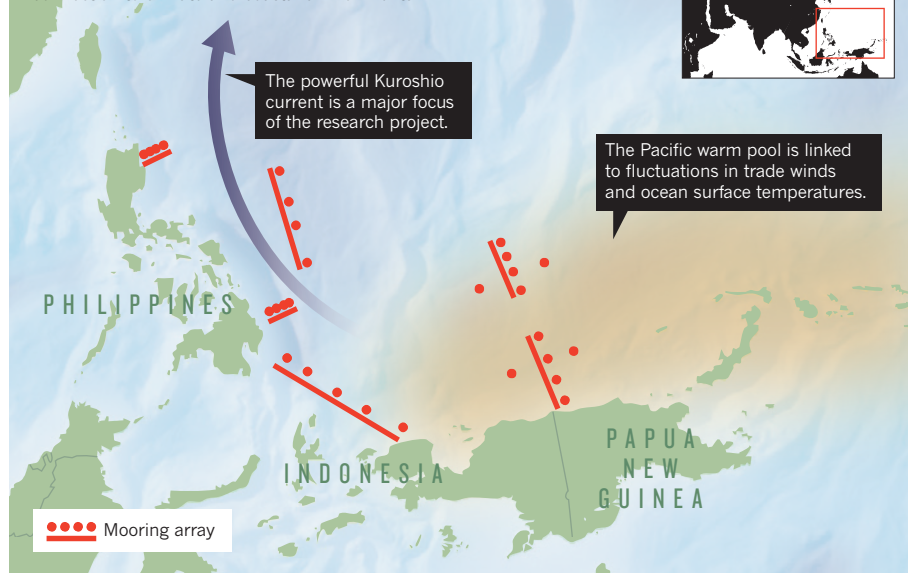 The powerful Kuroshio
current is a major focus
of the research project.
The Pacific warm pool is linked
to fluctuations in trade winds
and ocean surface temperatures.
PHILIPPINES
INDONESIA
PAPUA
NEW
GUINEA
Mooring array